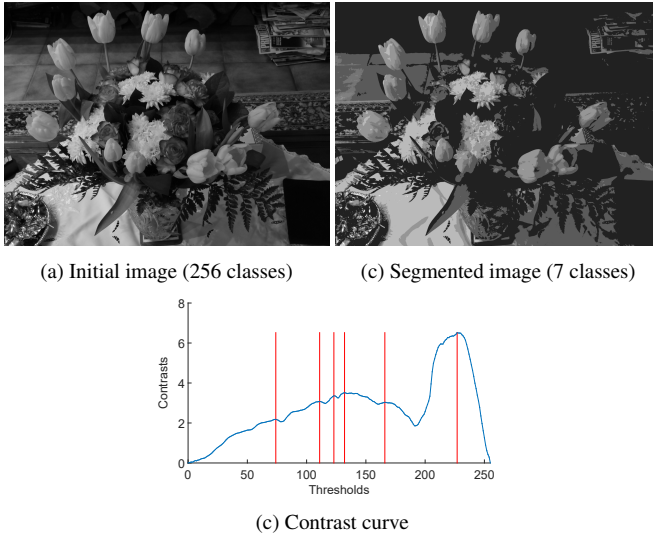 (a) Initial image (256 classes)
(c) Segmented image (7 classes)
8
6
4
2
0
Contrasts
0 50 100 150 200 250
Thresholds
(c) Contrast curve